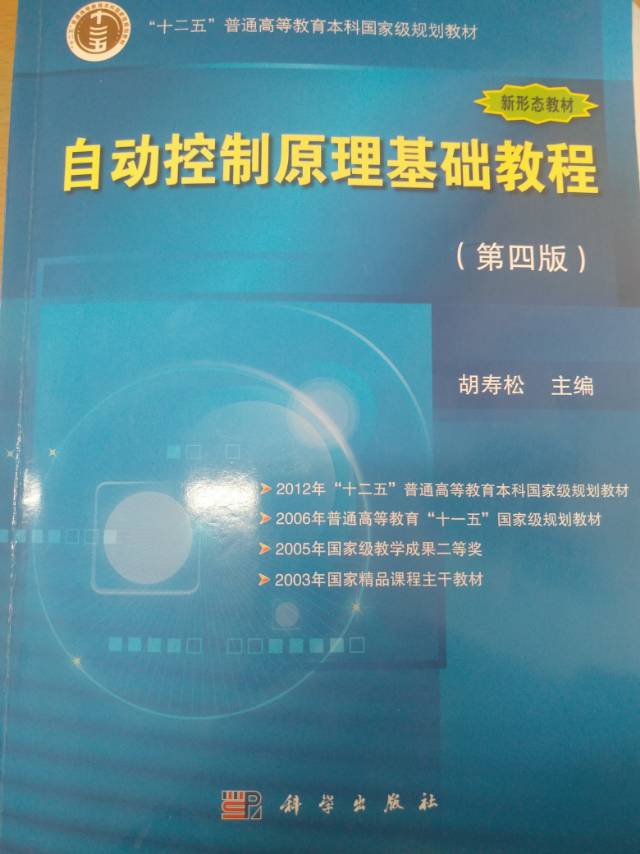 “十二五”普通高等教育本科国家级规划教材
新形态教材
自动控制原理基础教程
（第四版）
胡寿松 主编
2012年“十二五”普通高等教育本科国家级规划教材
2006年普通高等教育“十一五”国家级规划教材
2005年国家级教学成果二等奖
2003年国家精品课程主干教材
科学出版社